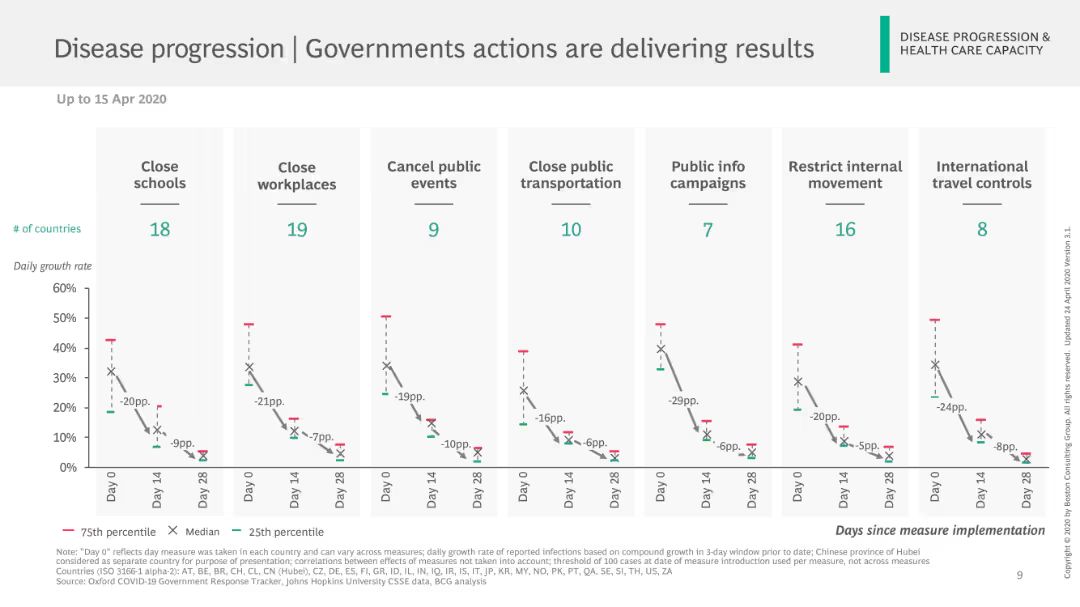 Disease progression | Governments actions are delivering results
DISEASE PROGRESSION &
HEALTH CARE CAPACITY
Up to 15 Apr 2020
Close
schools
Close
workplaces
Cancel public
events
Close public
transportation
Public info
campaigns
Restrict internal
movement
International
travel controls
# of countries
18
19
9
10
7
16
8
Daily growth rate
60%
50%
40%
30%
20%
10%
0%
-20pp.
-9pp.
-21pp.
-7pp.
-19pp.
-10pp.
-16pp.
-6pp.
-29pp.
-6pp.
-20pp.
-5pp.
-24pp.
-8pp.
Day 0
Day 14
Day 28
Day 0
Day 14
Day 28
Day 0
Day 14
Day 28
Day 0
Day 14
Day 28
Day 0
Day 14
Day 28
Day 0
Day 14
Day 28
Day 0
Day 14
Day 28
75th percentile
Median
25th percentile
Days since measure implementation
Note: "Day 0" reflects day measure was taken in each country and can vary across measures; daily growth rate of reported infections based on compound growth in 3-day window prior to date; Chinese province of Hubei
considered as separate country for purpose of presentation; correlations between effects of measures not taken into account; threshold of 100 cases at date of measure introduction used per measure, not across measures
Countries (ISO 3166-1 alpha-2): AT, BE, BR, CH, CL, CN (Hubei), CZ, DE, ES, FI, GR, ID, IL, IN, IQ, IR, IS, IT, JP, KR, MY, NO, PK, PT, QA, SE, SI, TH, US, ZA
Source: Oxford COVID-19 Government Response Tracker, Johns Hopkins University CSSE data, BCG analysis
9
Copyright © 2020 by Boston Consulting Group. All rights reserved. Updated 24 April 2020 Version 3.1.